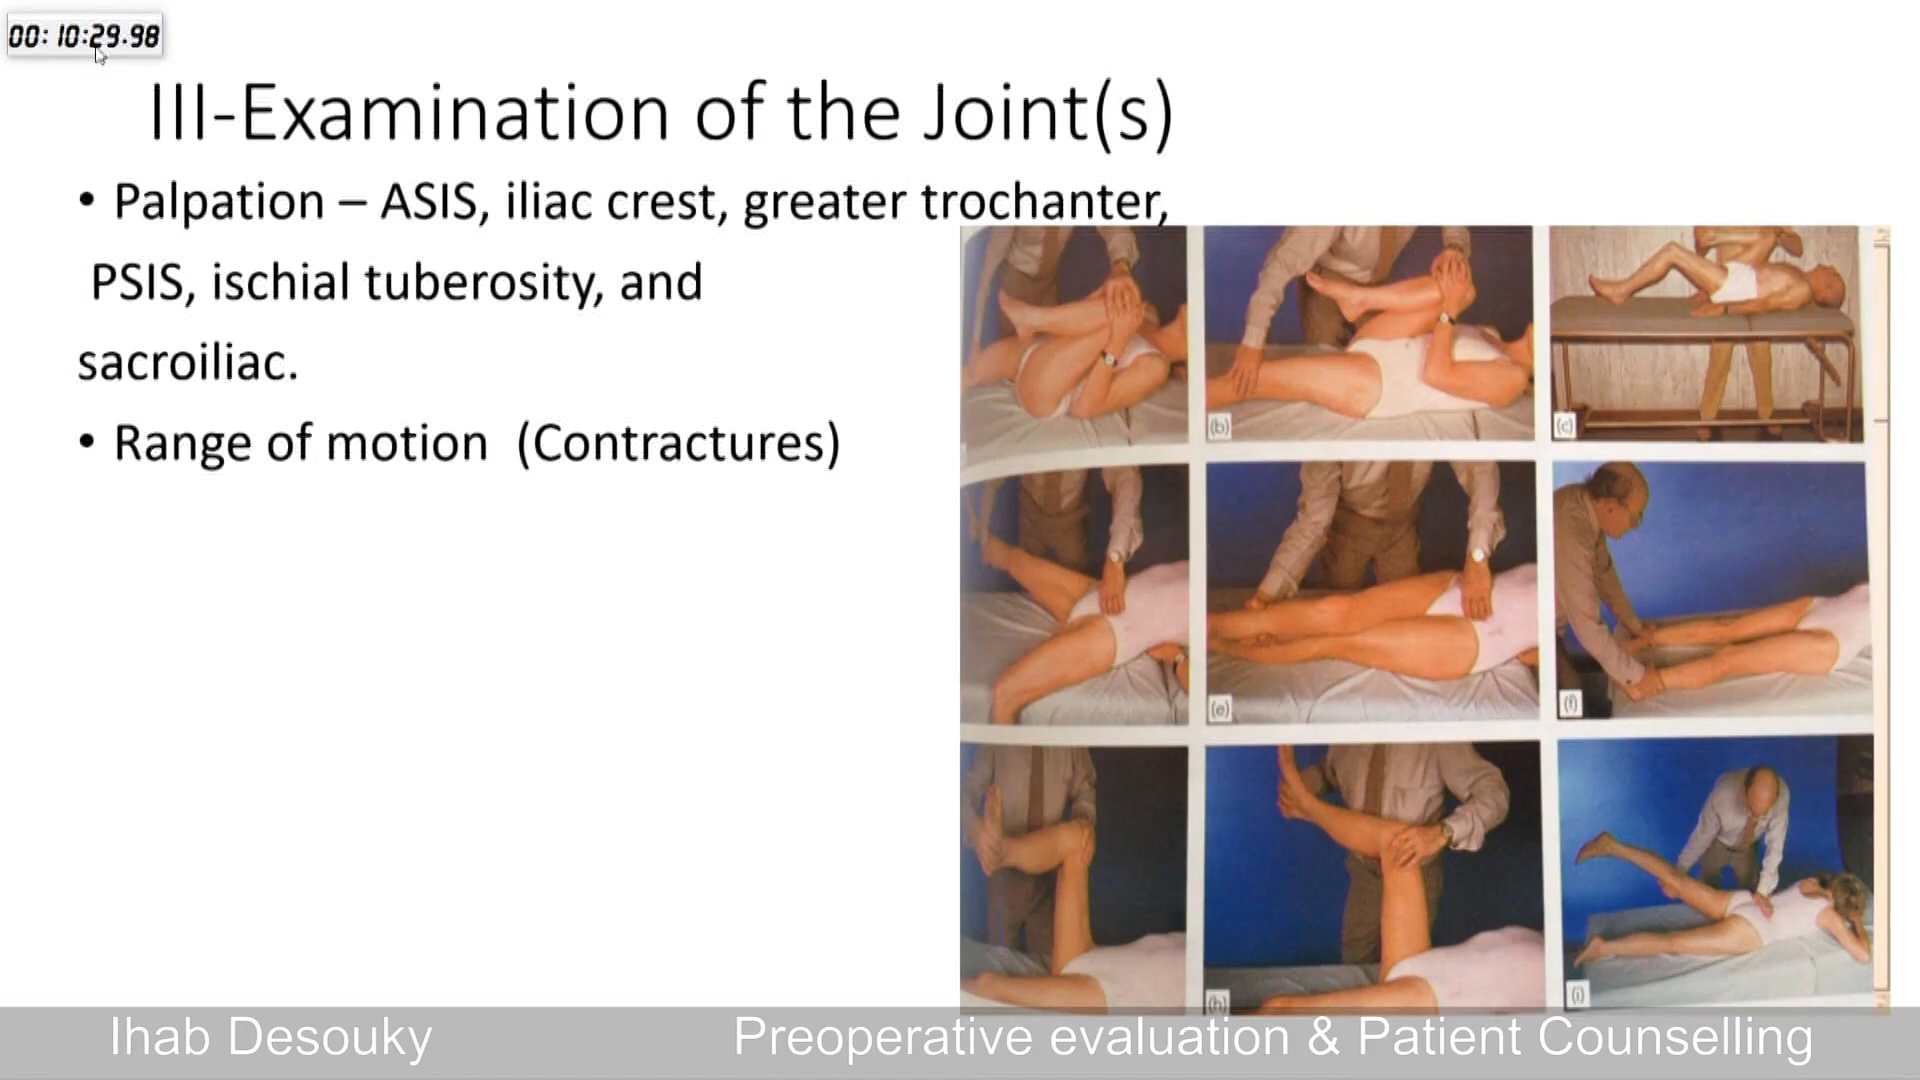 00:10:29.98
III-Examination of the Joint(s)
• Palpation – ASIS, iliac crest, greater trochanter,
PSIS, ischial tuberosity, and
sacroiliac.
• Range of motion (Contractures)
(b)
(c)
(e)
(f)
(h)
(i)
Ihab Desouky
Preoperative evaluation & Patient Counselling